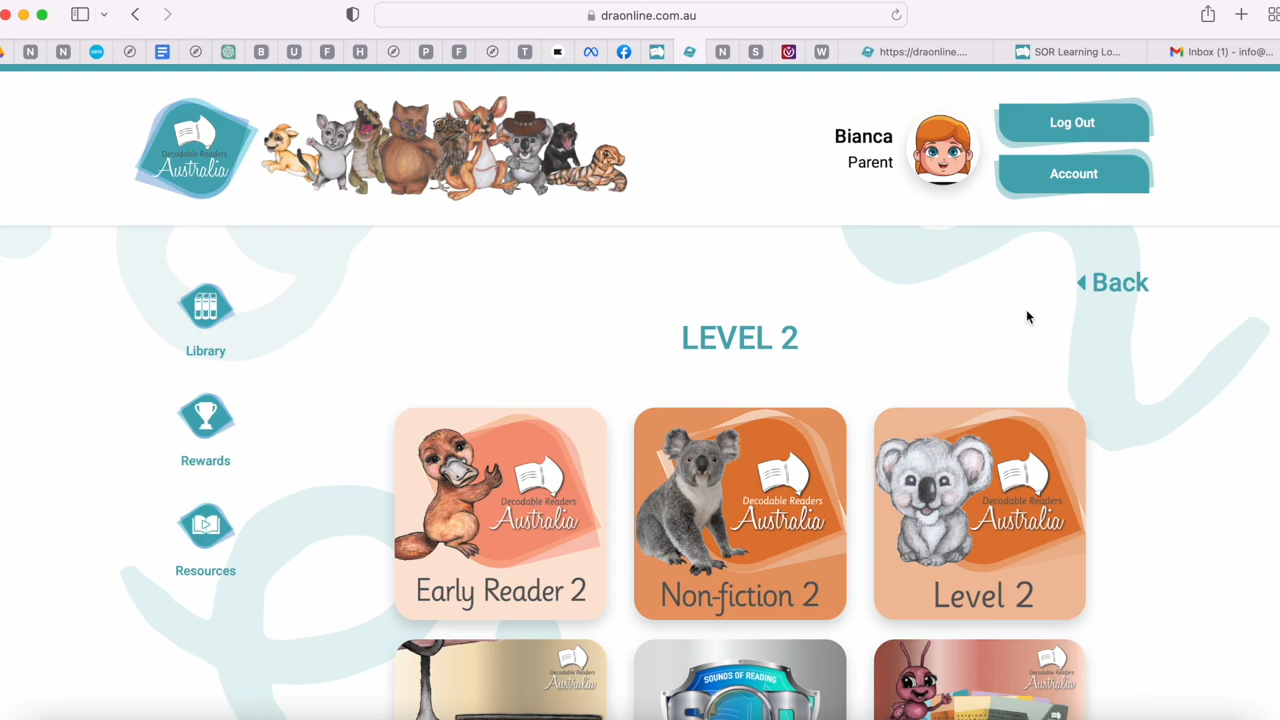 draonline.com.au
N
N
xero
B
U
F
H
P
F
T
N
S
W
https://draonline....
SOR Learning Lo...
Inbox (1) - info@...
Decodable Readers
Australia
Bianca
Parent
Log Out
Account
Back
LEVEL 2
Library
Rewards
Resources
Decodable Readers
Australia
Early Reader 2
Decodable Readers
Australia
Non-fiction 2
Decodable Readers
Australia
Level 2
Decodable Readers
Australia
SOUNDS OF READING
Decodable Readers
Australia